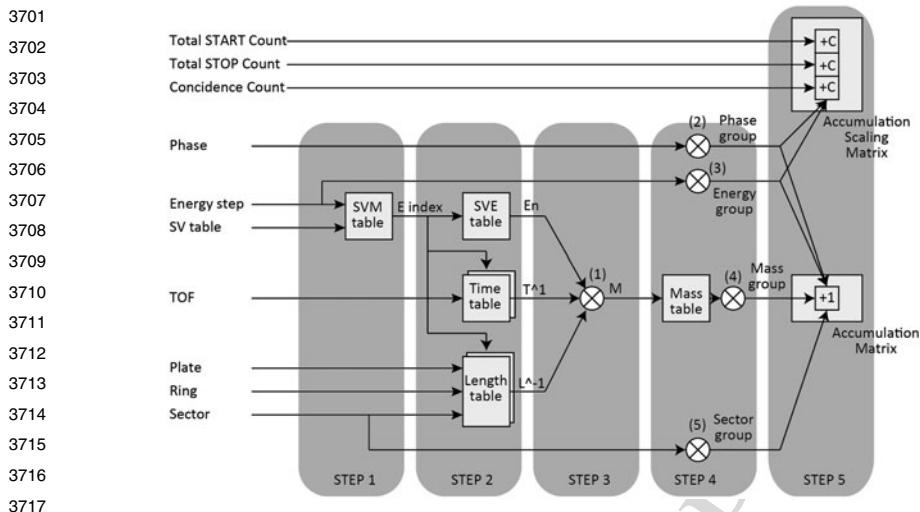 3701
3702
3703
3704
3705
3706
3707
3708
3709
3710
3711
3712
3713
3714
3715
3716
3717
Total START Count
Total STOP Count
Concidence Count
+C
+C
+C
Accumulation
Scaling
Matrix
Phase
(2)
Phase
group
(3)
Energy
group
Energy step
SV table
SVM
table
E index
SVE
table
En
TOF
Time
table
T^1
(1)
M
Mass
table
(4)
Mass
group
+1
Accumulation
Matrix
Plate
Ring
Sector
Length
table
L^-1
(5)
Sector
group
STEP 1
STEP 2
STEP 3
STEP 4
STEP 5